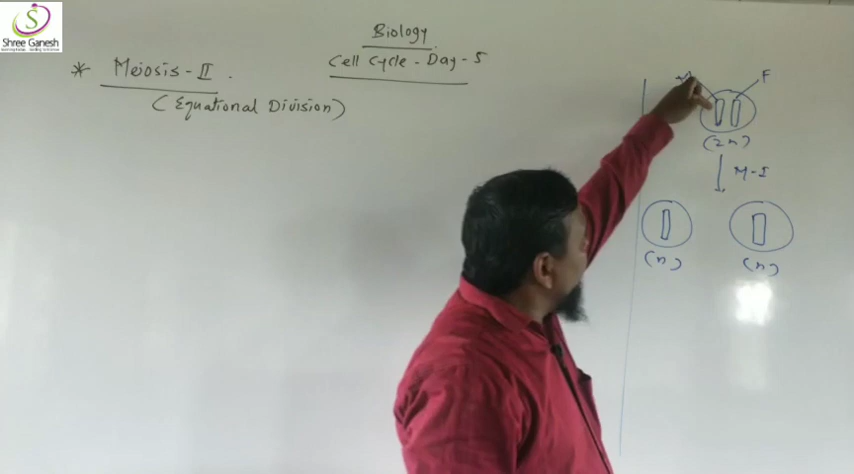 S
Shree Ganesh
Biology
Cell Cycle - Day - 5
* Meiosis - II .
(Equational Division)
F
(2n)
M - I
(n)
(n)